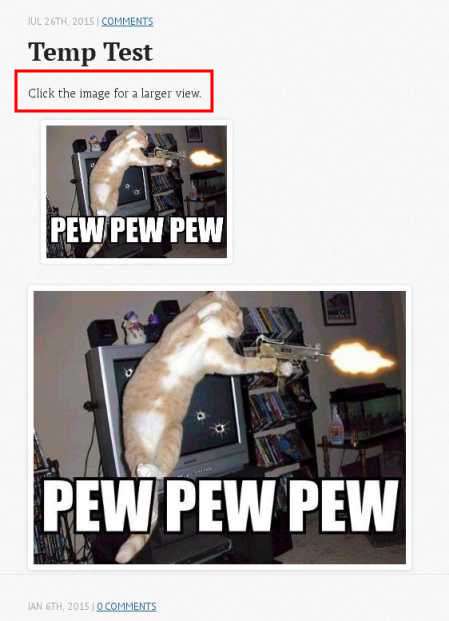 JUL 26TH, 2015 | COMMENTS
Temp Test
Click the image for a larger view.
PEW PEW PEW
PEW PEW PEW
JAN 6TH, 2015 | 0 COMMENTS